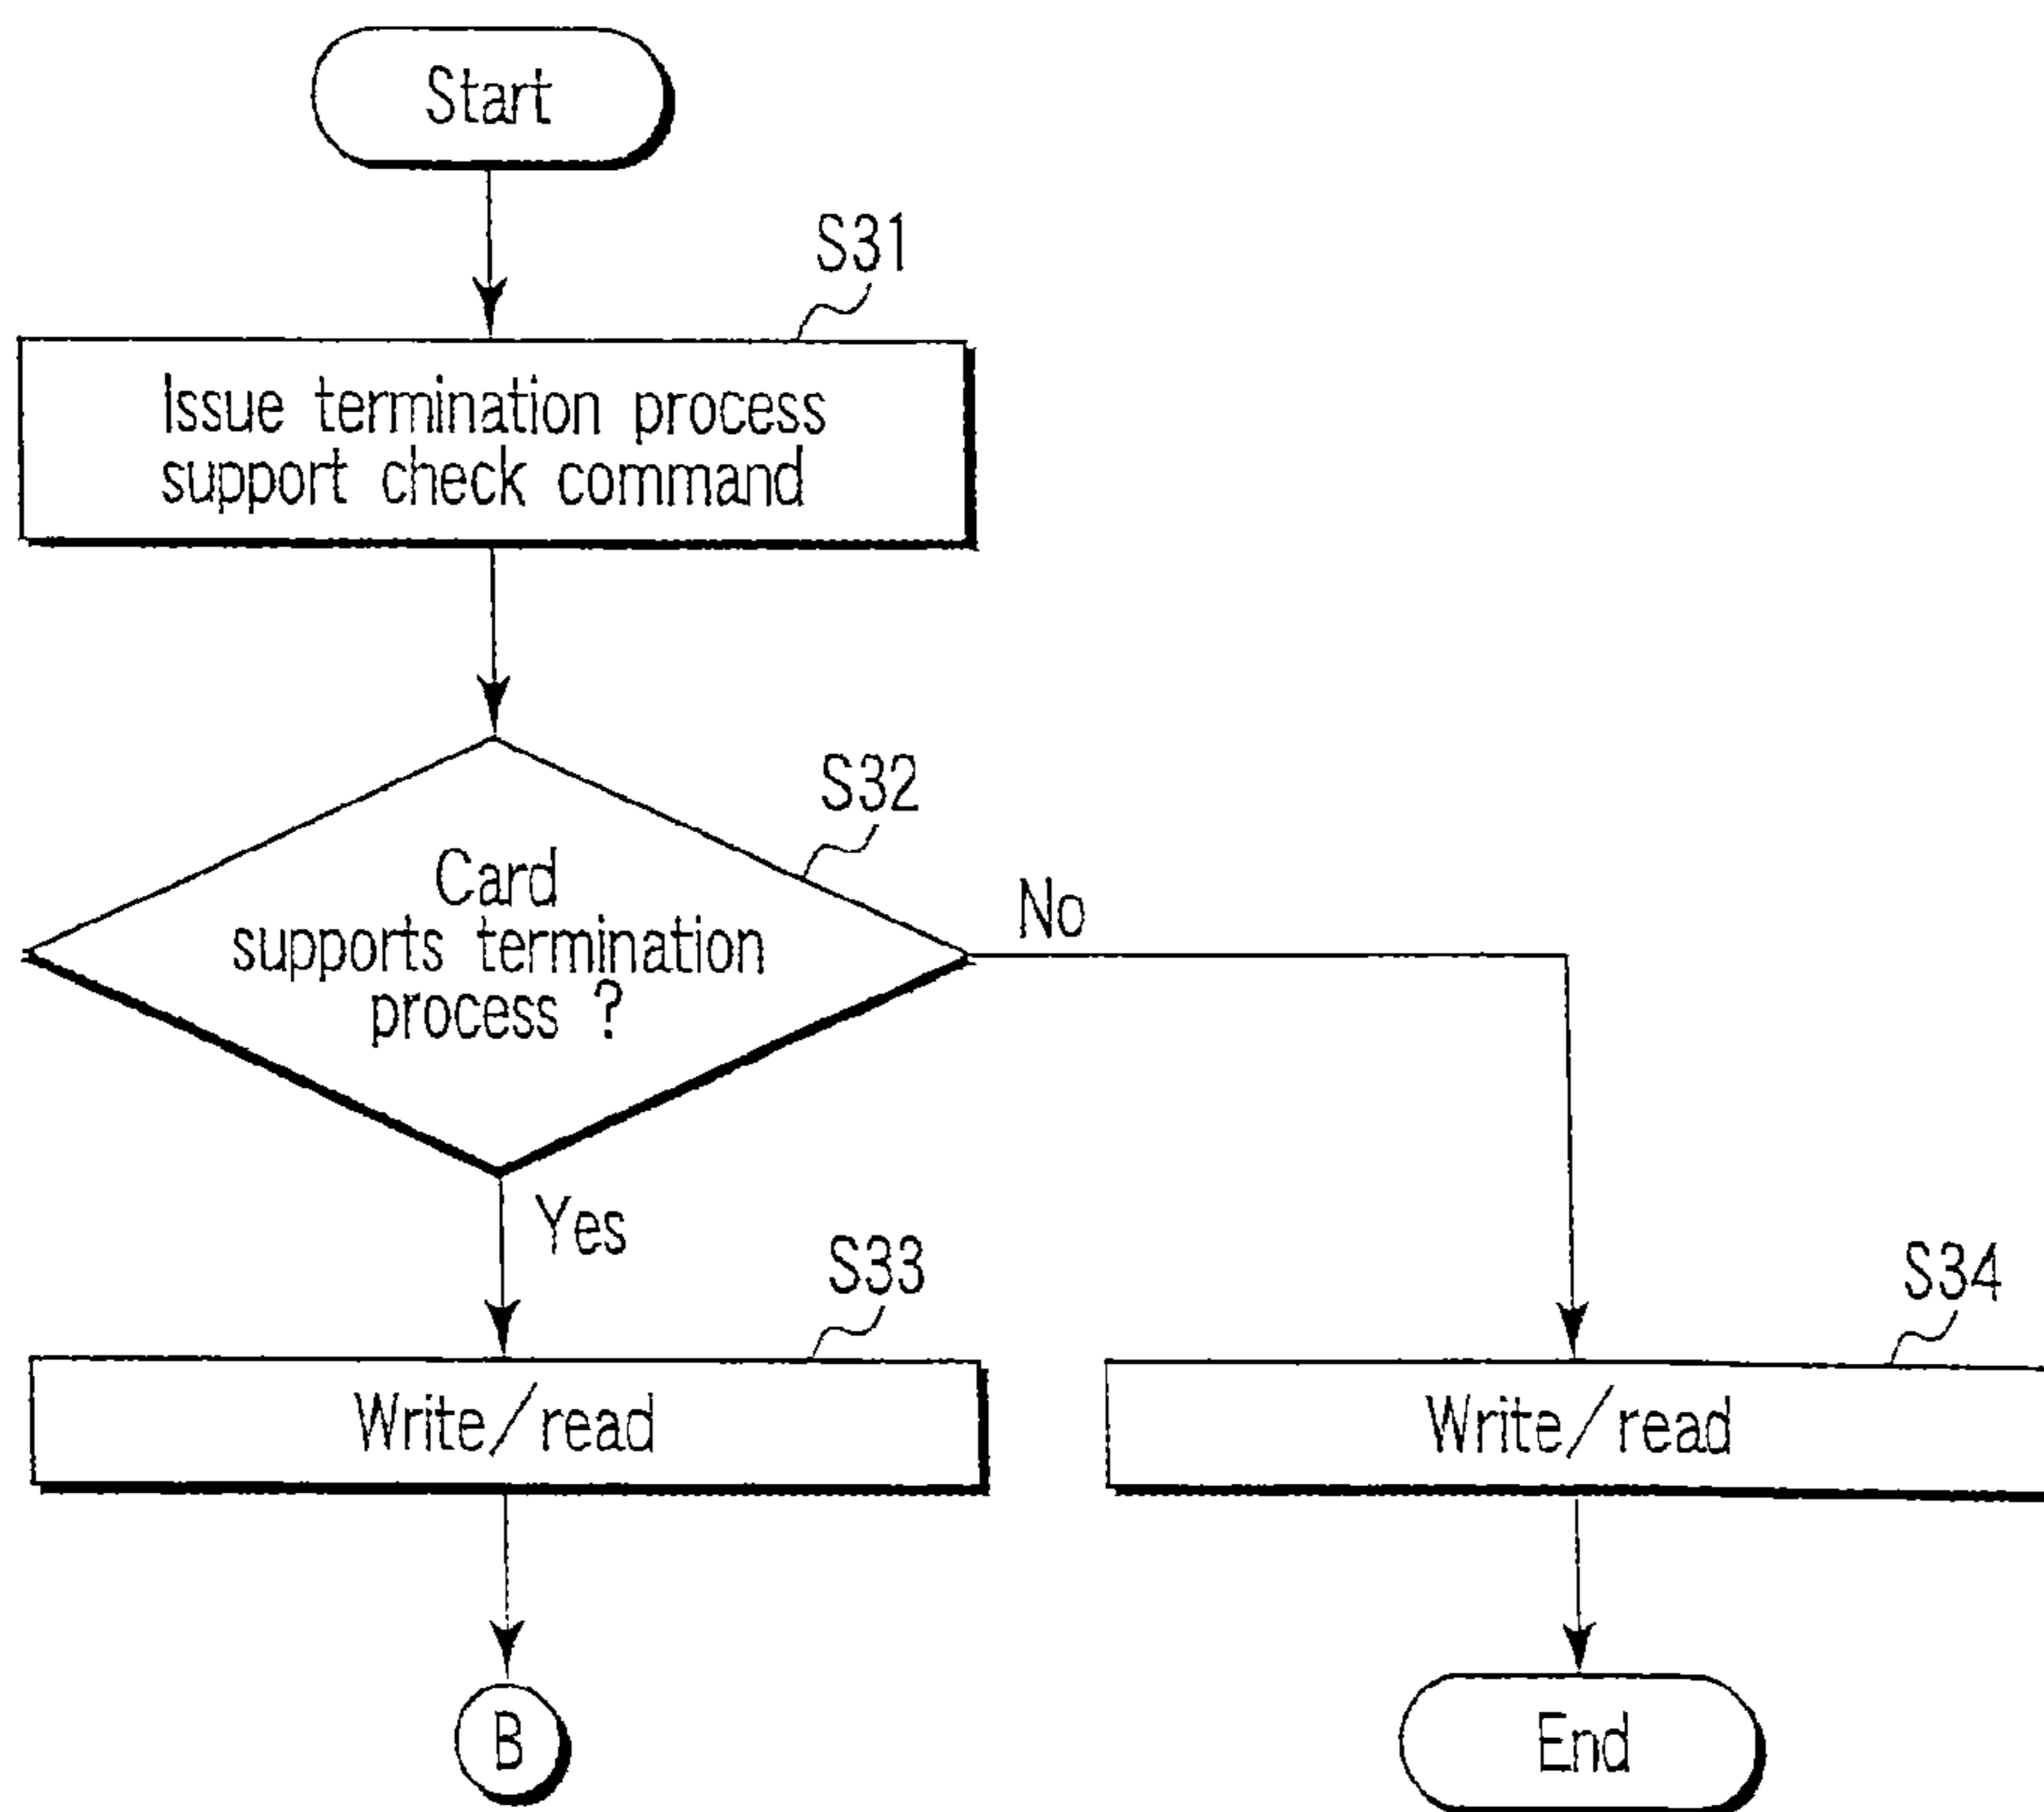 Start
S31
Issue termination process
support check command
S32
Card
supports termination
process ?
No
Yes
S33
Write/read
S34
Write/read
B
End